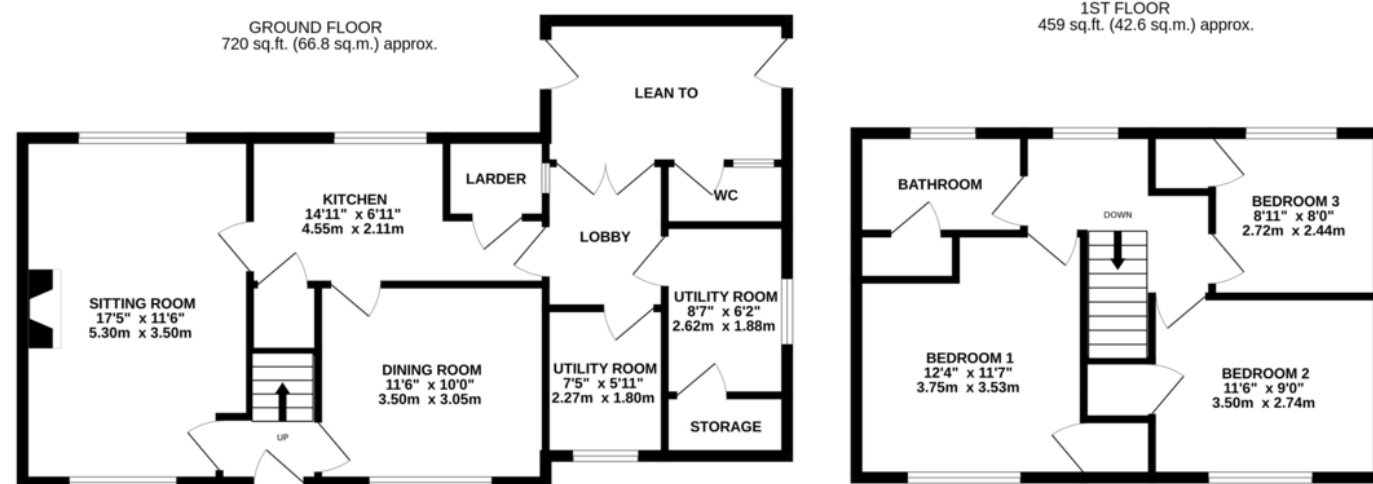 GROUND FLOOR
720 sq.ft. (66.8 sq.m.) approx.
LEAN TO
LARDER
KITCHEN
14'11" x 6'11"
4.55m x 2.11m
WC
LOBBY
SITTING ROOM
17'5" x 11'6"
5.30m x 3.50m
UTILITY ROOM
8'7" x 6'2"
2.62m x 1.88m
DINING ROOM
11'6" x 10'0"
3.50m x 3.05m
UTILITY ROOM
7'5" x 5'11"
2.27m x 1.80m
STORAGE
UP
1ST FLOOR
459 sq.ft. (42.6 sq.m.) approx.
BATHROOM
BEDROOM 3
8'11" x 8'0"
2.72m x 2.44m
DOWN
BEDROOM 1
12'4" x 11'7"
3.75m x 3.53m
BEDROOM 2
11'6" x 9'0"
3.50m x 2.74m